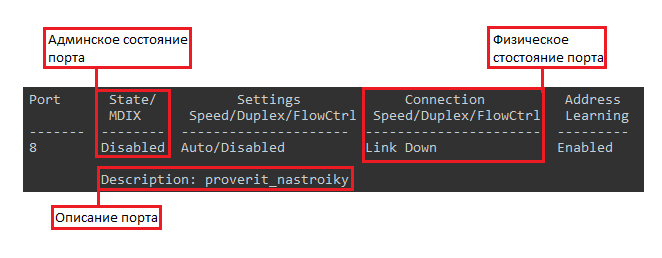 Админское состояние
порта
Физическое
стостояние порта
Port State/ Settings Connection Address
MDIX Speed/Duplex/FlowCtrl Speed/Duplex/FlowCtrl Learning
------- -------- --------------------- --------------------- ---------
8 Disabled Auto/Disabled Link Down Enabled
Description: proverit_nastroiky
Описание порта